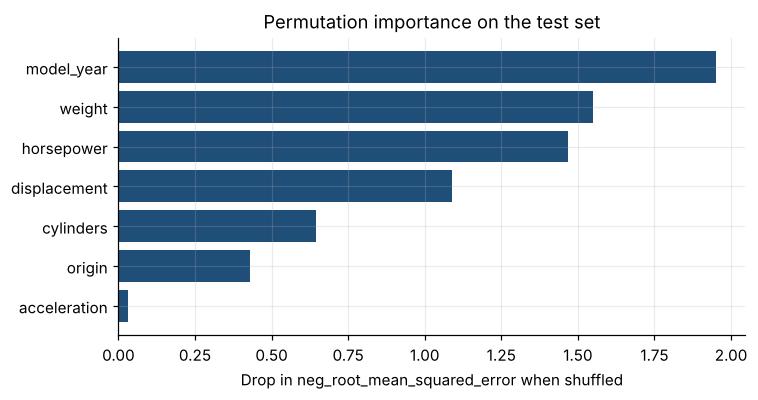 Permutation importance on the test set
model_year
weight
horsepower
displacement
cylinders
origin
acceleration
0.00 0.25 0.50 0.75 1.00 1.25 1.50 1.75 2.00
Drop in neg_root_mean_squared_error when shuffled